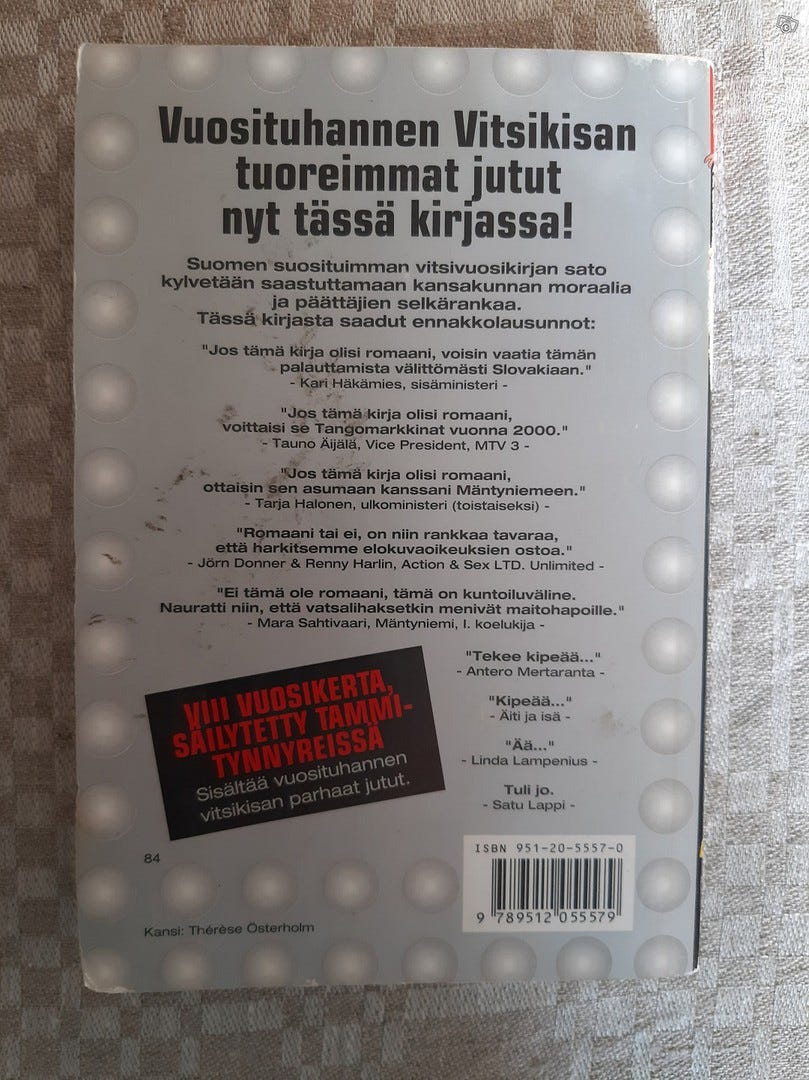 Vuosituhannen Vitsikisan
tuoreimmat jutut
nyt tässä kirjassa!
Suomen suosituimman vitsivuosikirjan sato
kylvetään saastuttamaan kansakunnan moraalia
ja päättäjien selkärankaa.
Tässä kirjasta saadut ennakkolausunnot:
"Jos tämä kirja olisi romaani, voisin vaatia tämän
palauttamista välittömästi Slovakiaan."
- Kari Häkämies, sisäministeri -
"Jos tämä kirja olisi romaani,
voittaisi se Tangomarkkinat vuonna 2000."
- Tauno Äijälä, Vice President, MTV 3 -
"Jos tämä kirja olisi romaani,
ottaisin sen asumaan kanssani Mäntyniemeen."
- Tarja Halonen, ulkoministeri (toistaiseksi) -
"Romaani tai ei, on niin rankkaa tavaraa,
että harkitsemme elokuvaoikeuksien ostoa."
- Jörn Donner & Renny Harlin, Action & Sex LTD. Unlimited -
"Ei tämä ole romaani, tämä on kuntoiluväline.
Nauratti niin, että vatsalihaksetkin menivät maitohapoille."
- Mara Sahtivaari, Mäntyniemi, I. koelukija -
"Tekee kipeää..."
- Antero Mertaranta -
"Kipeää..."
- Äiti ja isä -
"Ää..."
- Linda Lampenius -
Tuli jo.
- Satu Lappi -
VIII VUOSIKERTA,
SÄILYTETTY TAMMI-
TYNNYREISSÄ
Sisältää vuosituhannen
vitsikisan parhaat jutut.
84
Kansi: Thérèse Österholm
ISBN 951-20-5557-0
9 789512 055579